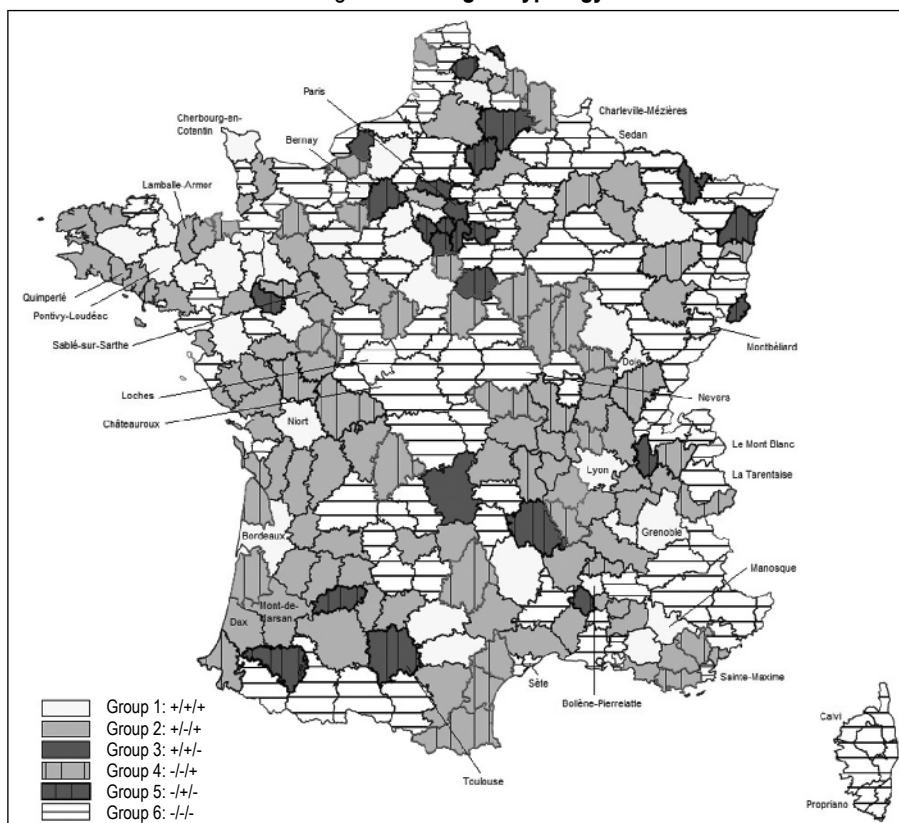 Paris
Cherbourg-en-
Cotentin
Charleville-Mézières
Bernay
Sedan
Lamballe-Armor
Quimperlé
Pontivy-Loudéac
Sablé-sur-Sarthe
Montbéliard
Dole
Loches
Nevers
Châteauroux
Niort
Le Mont Blanc
Lyon
La Tarentaise
Bordeaux
Grenoble
Manosque
Mont-de-
Marsan
Dax
Sainte-Maxime
Sète
Bollène-Pierrelatte
Calvi
Toulouse
Propriano
Group 1: +/+/+
Group 2: +/-/+
Group 3: +/+/-
Group 4: -/-/+
Group 5: -/+/-
Group 6: -/-/-